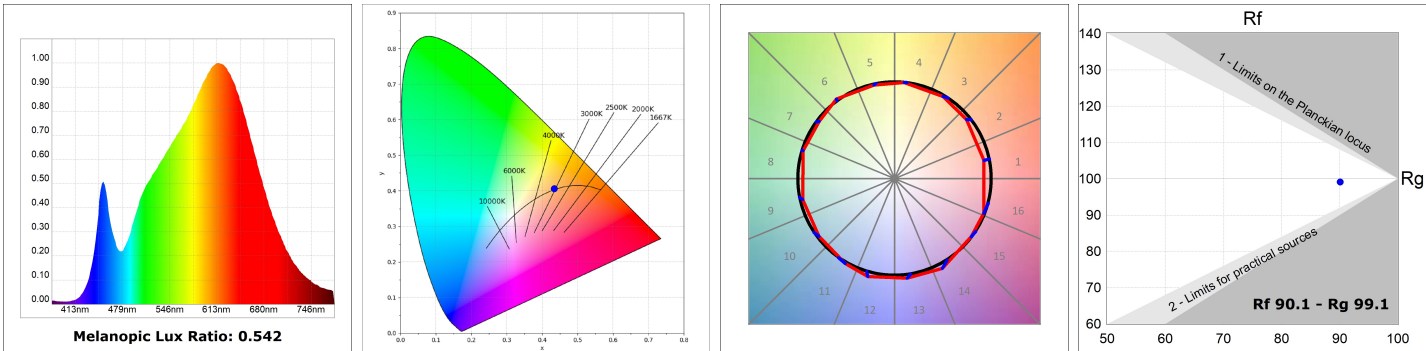 1.00
0.90
0.80
0.70
0.60
0.50
0.40
0.30
0.20
0.10
0.00
413nm 479nm 546nm 613nm 680nm 746nm
Melanopic Lux Ratio: 0.542
0.9
0.8
0.7
0.6
0.5
0.4
0.3
0.2
0.1
0.0
y
0.0 0.1 0.2 0.3 0.4 0.5 0.6 0.7 0.8
x
10000K
6000K
4000K
3000K
2500K
2000K
1667K
1
2
3
4
5
6
7
8
9
10
11
12
13
14
15
16
Rf
140
130
120
110
100
90
80
70
60
50 60 70 80 90 100
Rg
1 - Limits on the Planckian locus
2 - Limits for practical sources
Rf 90.1 - Rg 99.1